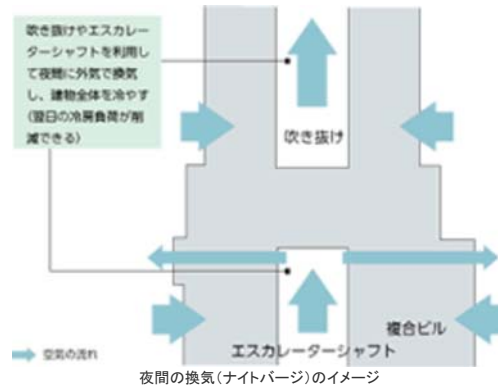 吹き抜けやエスカレ
ーターシャフトを利用し
て夜間に外気で換気
し、建物全体を冷やす
(翌日の冷房負荷が削
減できる)
吹き抜け
複合ビル
エスカレーターシャフト
空気の流れ
夜間の換気(ナイトパージ)のイメージ